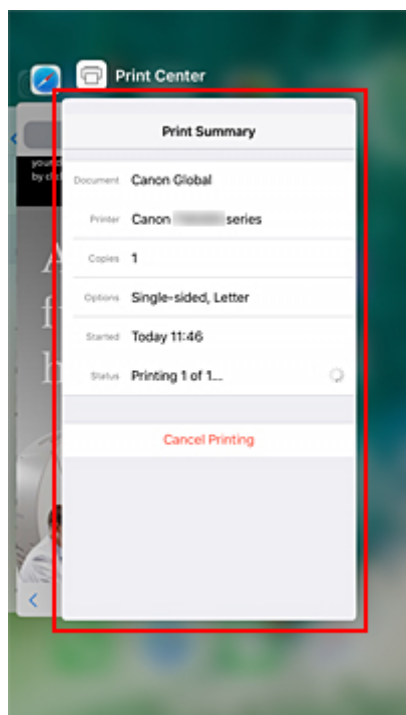 Print Center
Print Summary
Document Canon Global
Printer Canon series
Copies 1
Options Single-sided, Letter
Started Today 11:46
Status Printing 1 of 1...
Cancel Printing